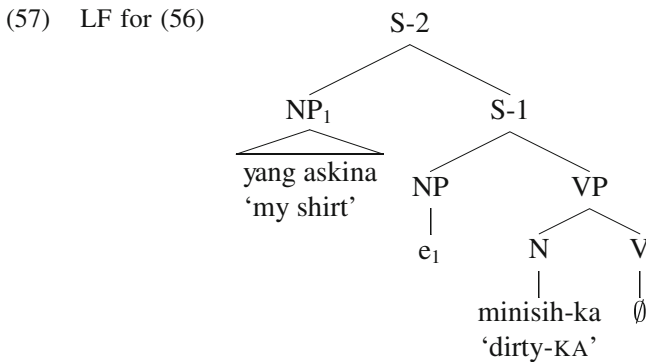 (57) LF for (56)
S-2
NP₁ S-1
yang askina
'my shirt'
NP VP
e₁ N V
minisih-ka ∅
'dirty-KA'